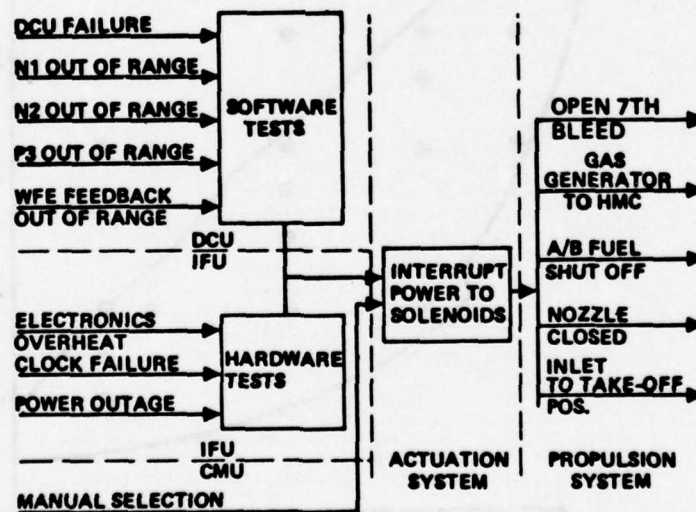 DCU FAILURE
N1 OUT OF RANGE
N2 OUT OF RANGE
P3 OUT OF RANGE
WFE FEEDBACK
OUT OF RANGE
SOFTWARE
TESTS
DCU
IFU
ELECTRONICS
OVERHEAT
CLOCK FAILURE
POWER OUTAGE
HARDWARE
TESTS
IFU
CMU
MANUAL SELECTION
INTERRUPT
POWER TO
SOLENOIDS
ACTUATION
SYSTEM
OPEN 7TH
BLEED
GAS
GENERATOR
TO HMC
A/B FUEL
SHUT OFF
NOZZLE
CLOSED
INLET
TO TAKE-OFF
POS.
PROPULSION
SYSTEM